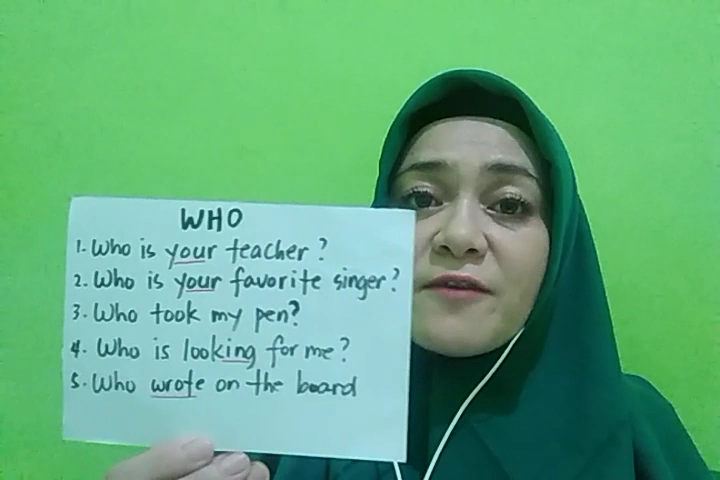 WHO
1. Who is your teacher?
2. Who is your favorite singer?
3. Who took my pen?
4. Who is looking for me?
5. Who wrote on the board